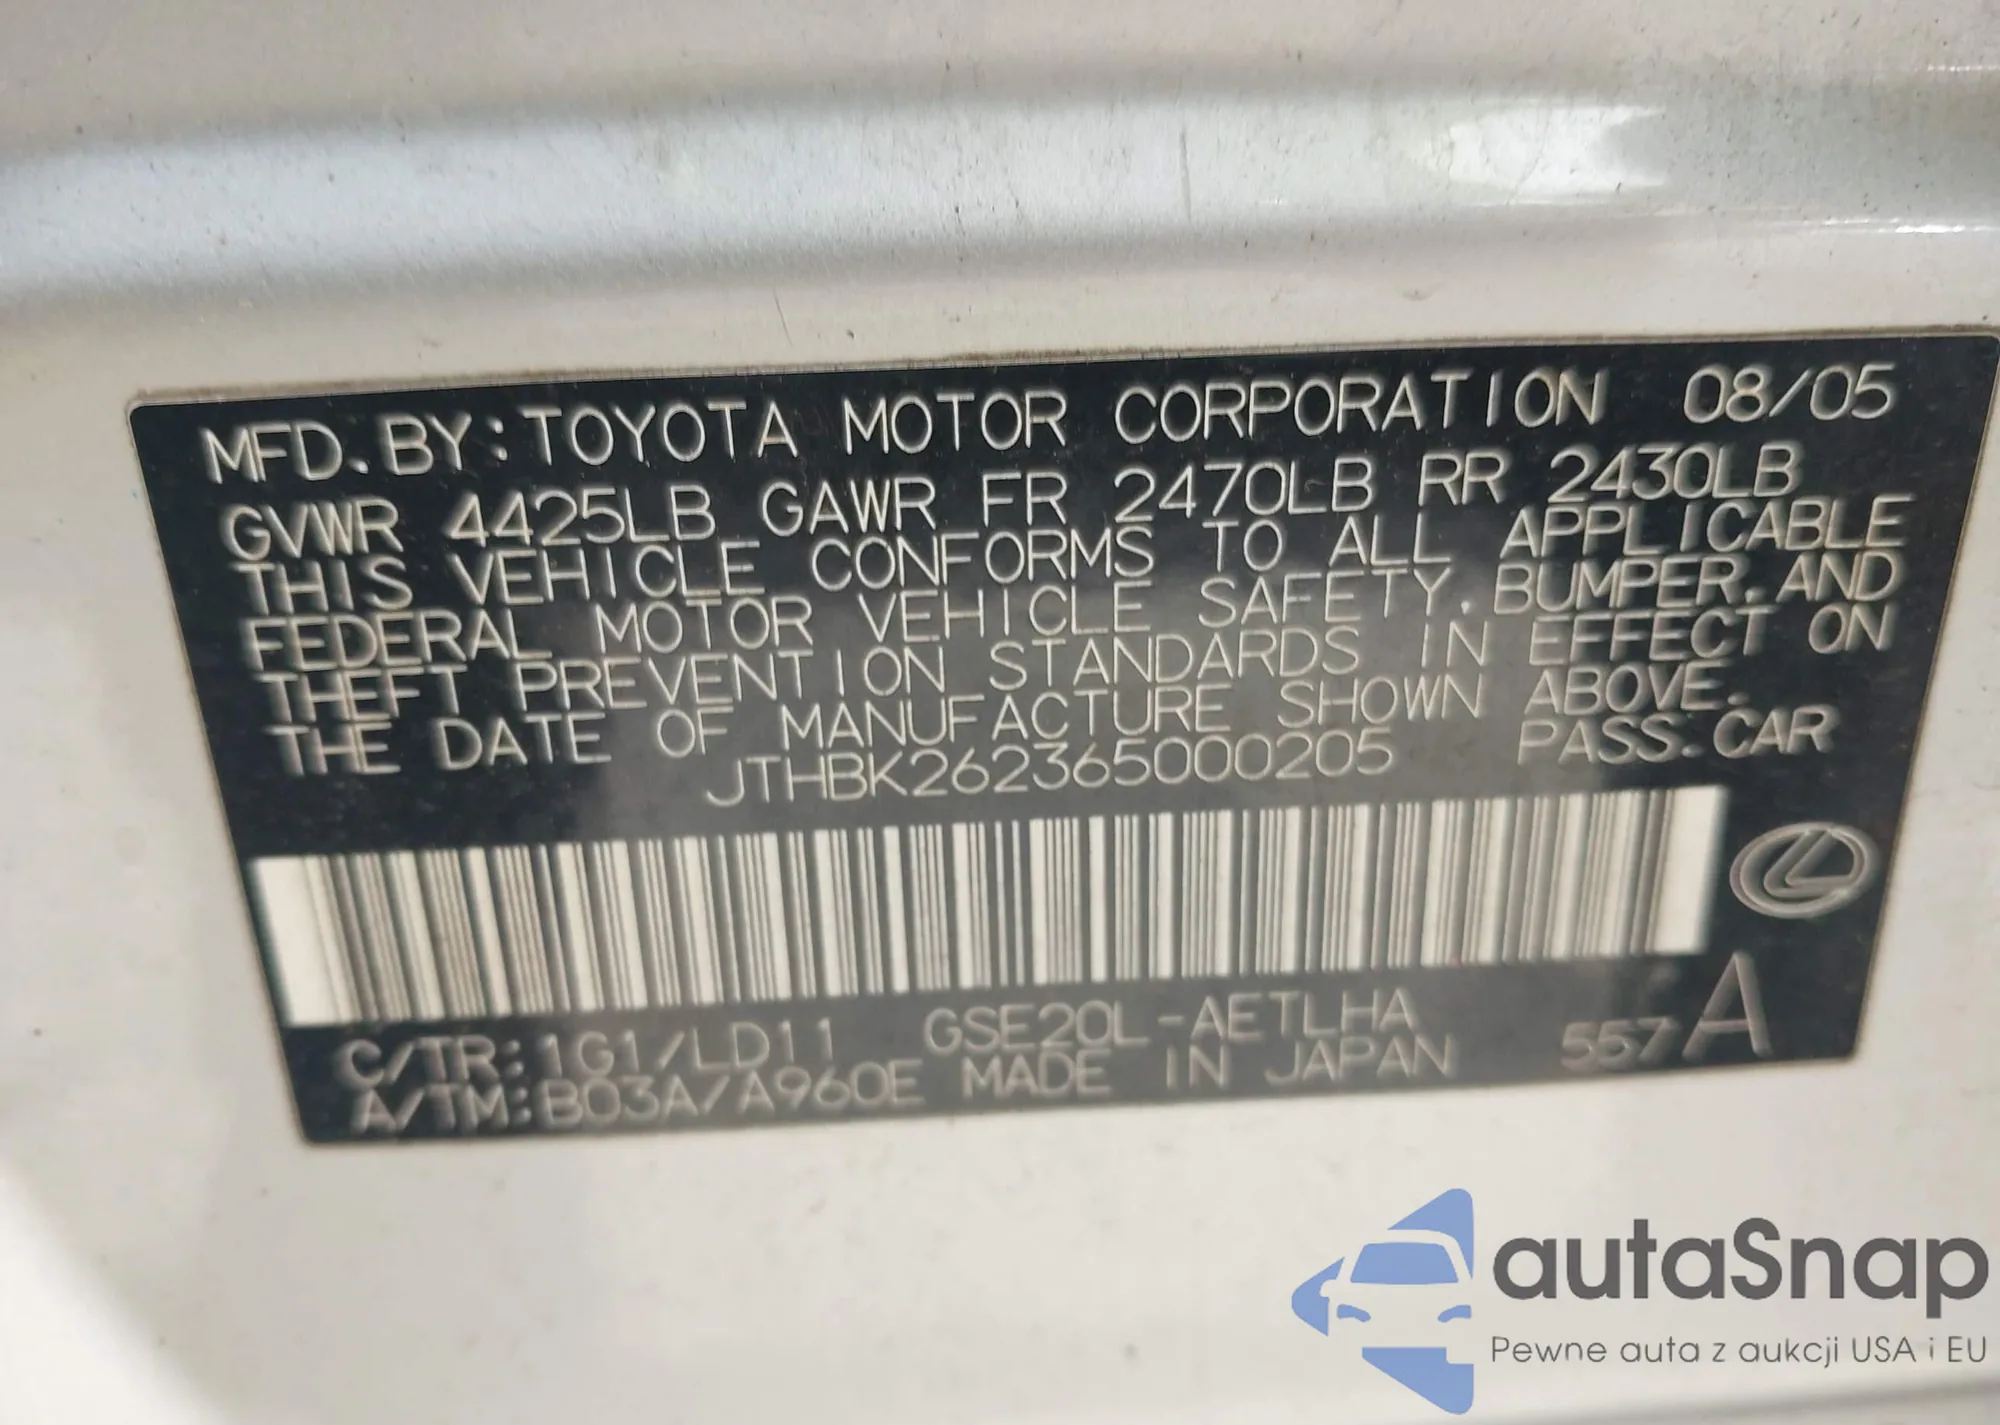 MFD. BY: TOYOTA MOTOR CORPORATION 08/05
GVWR 4425LB GAWR FR 2470LB RR 2430LB
THIS VEHICLE CONFORMS TO ALL APPLICABLE
FEDERAL MOTOR VEHICLE SAFETY, BUMPER, AND
THEFT PREVENTION STANDARDS IN EFFECT ON
THE DATE OF MANUFACTURE SHOWN ABOVE.
JTHBK262365000205 PASS. CAR
C/TR: 1G1/LD11 GSE20L-AETLHA
A/TM: B03A/A960E MADE IN JAPAN 557 A
autaSnap
Pewne auta z aukcji USA i EU